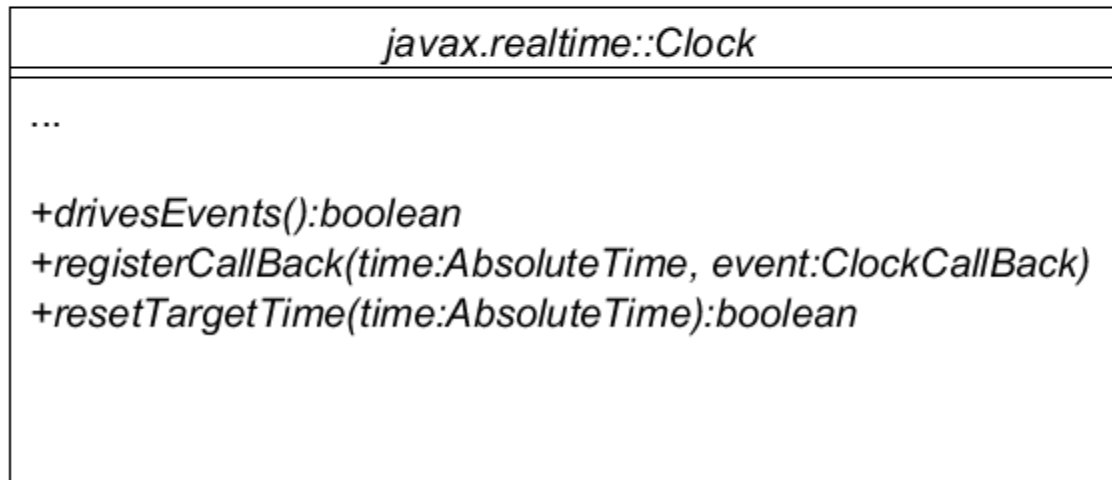 javax.realtime::Clock
...
+drivesEvents():boolean
+registerCallBack(time:AbsoluteTime, event:ClockCallBack)
+resetTargetTime(time:AbsoluteTime):boolean